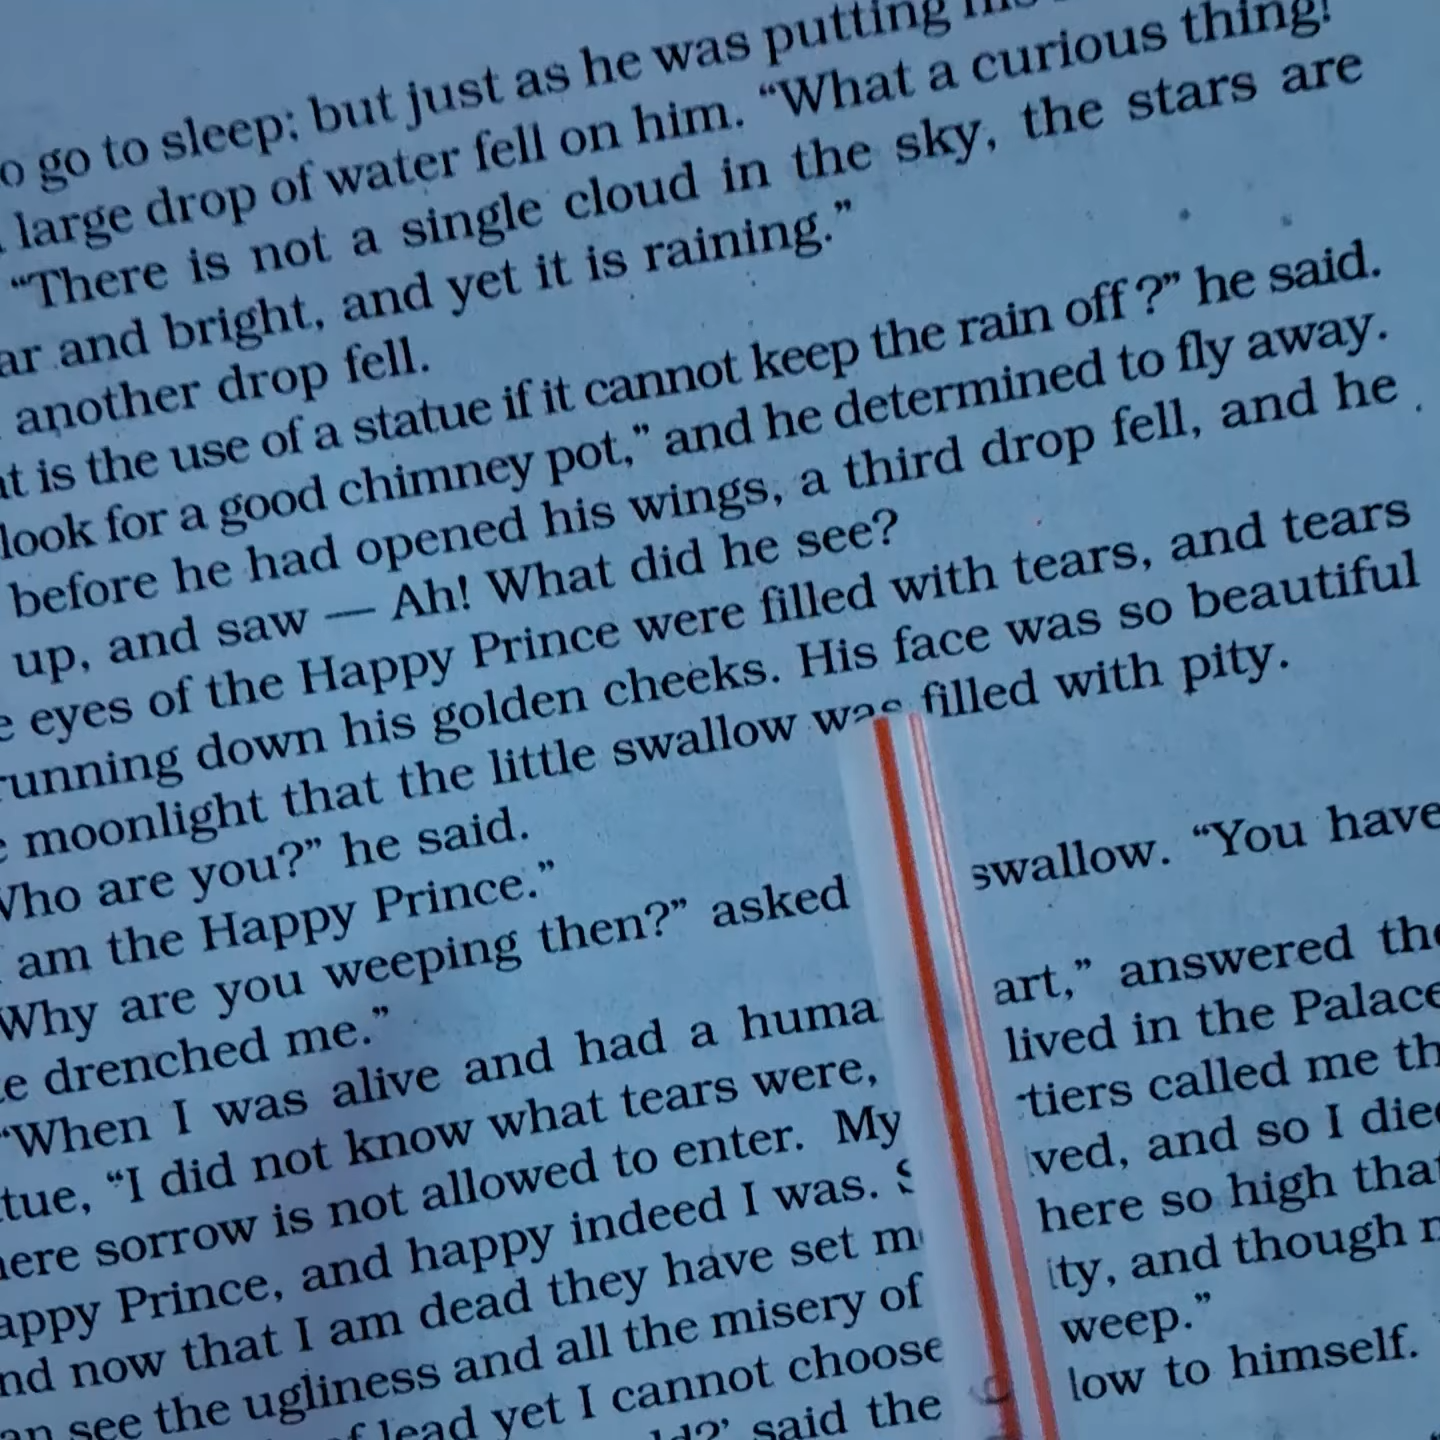 go to sleep; but just as he was putting
large drop of water fell on him. “What a curious thing!
“There is not a single cloud in the sky, the stars are
ar and bright, and yet it is raining.”
another drop fell.
at is the use of a statue if it cannot keep the rain off?” he said.
look for a good chimney pot,” and he determined to fly away.
before he had opened his wings, a third drop fell, and he
up, and saw — Ah! What did he see?
e eyes of the Happy Prince were filled with tears, and tears
running down his golden cheeks. His face was so beautiful
moonlight that the little swallow was filled with pity.
Who are you?” he said.
am the Happy Prince.”
Why are you weeping then?” asked swallow. “You have
e drenched me.”
“When I was alive and had a huma art,” answered the
tue, “I did not know what tears were, lived in the Palace
ere sorrow is not allowed to enter. My tiers called me th
appy Prince, and happy indeed I was. S ved, and so I die
nd now that I am dead they have set m here so high that
an see the ugliness and all the misery of ity, and though
lead yet I cannot choose weep.”
said the low to himself.